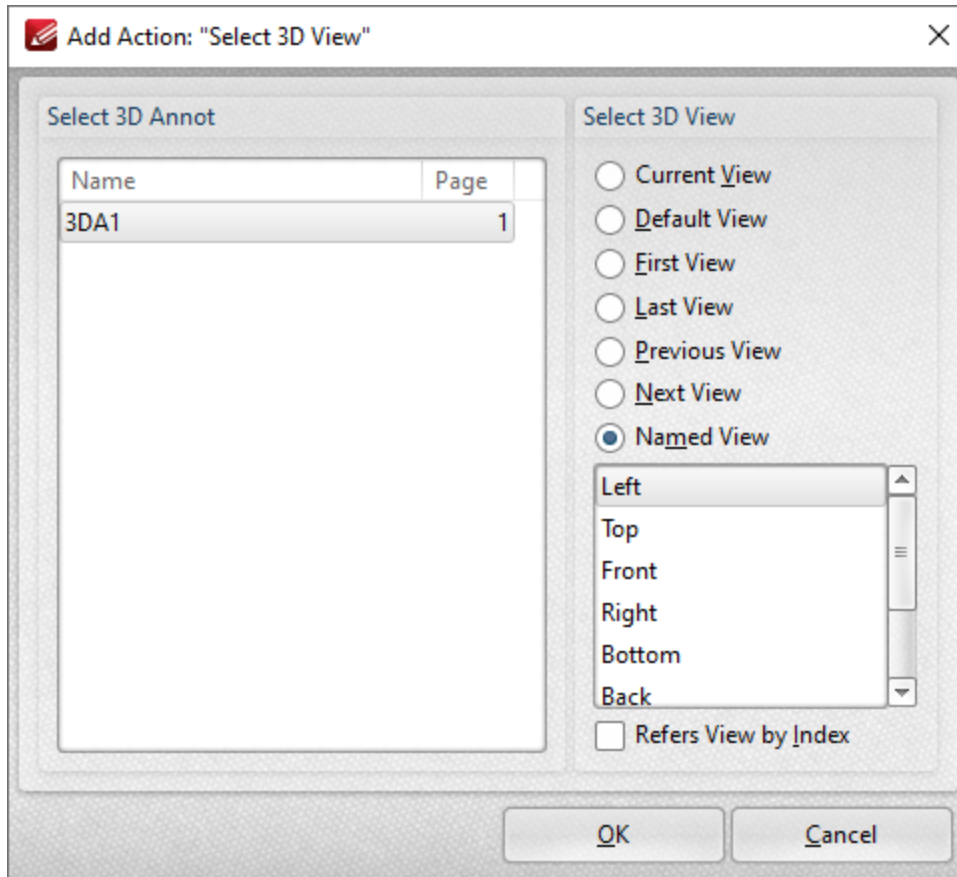 Add Action: "Select 3D View"
Select 3D Annot
Name Page
3DA1 1
Select 3D View
Current View
Default View
First View
Last View
Previous View
Next View
Named View
Left
Top
Front
Right
Bottom
Back
Refers View by Index
OK Cancel